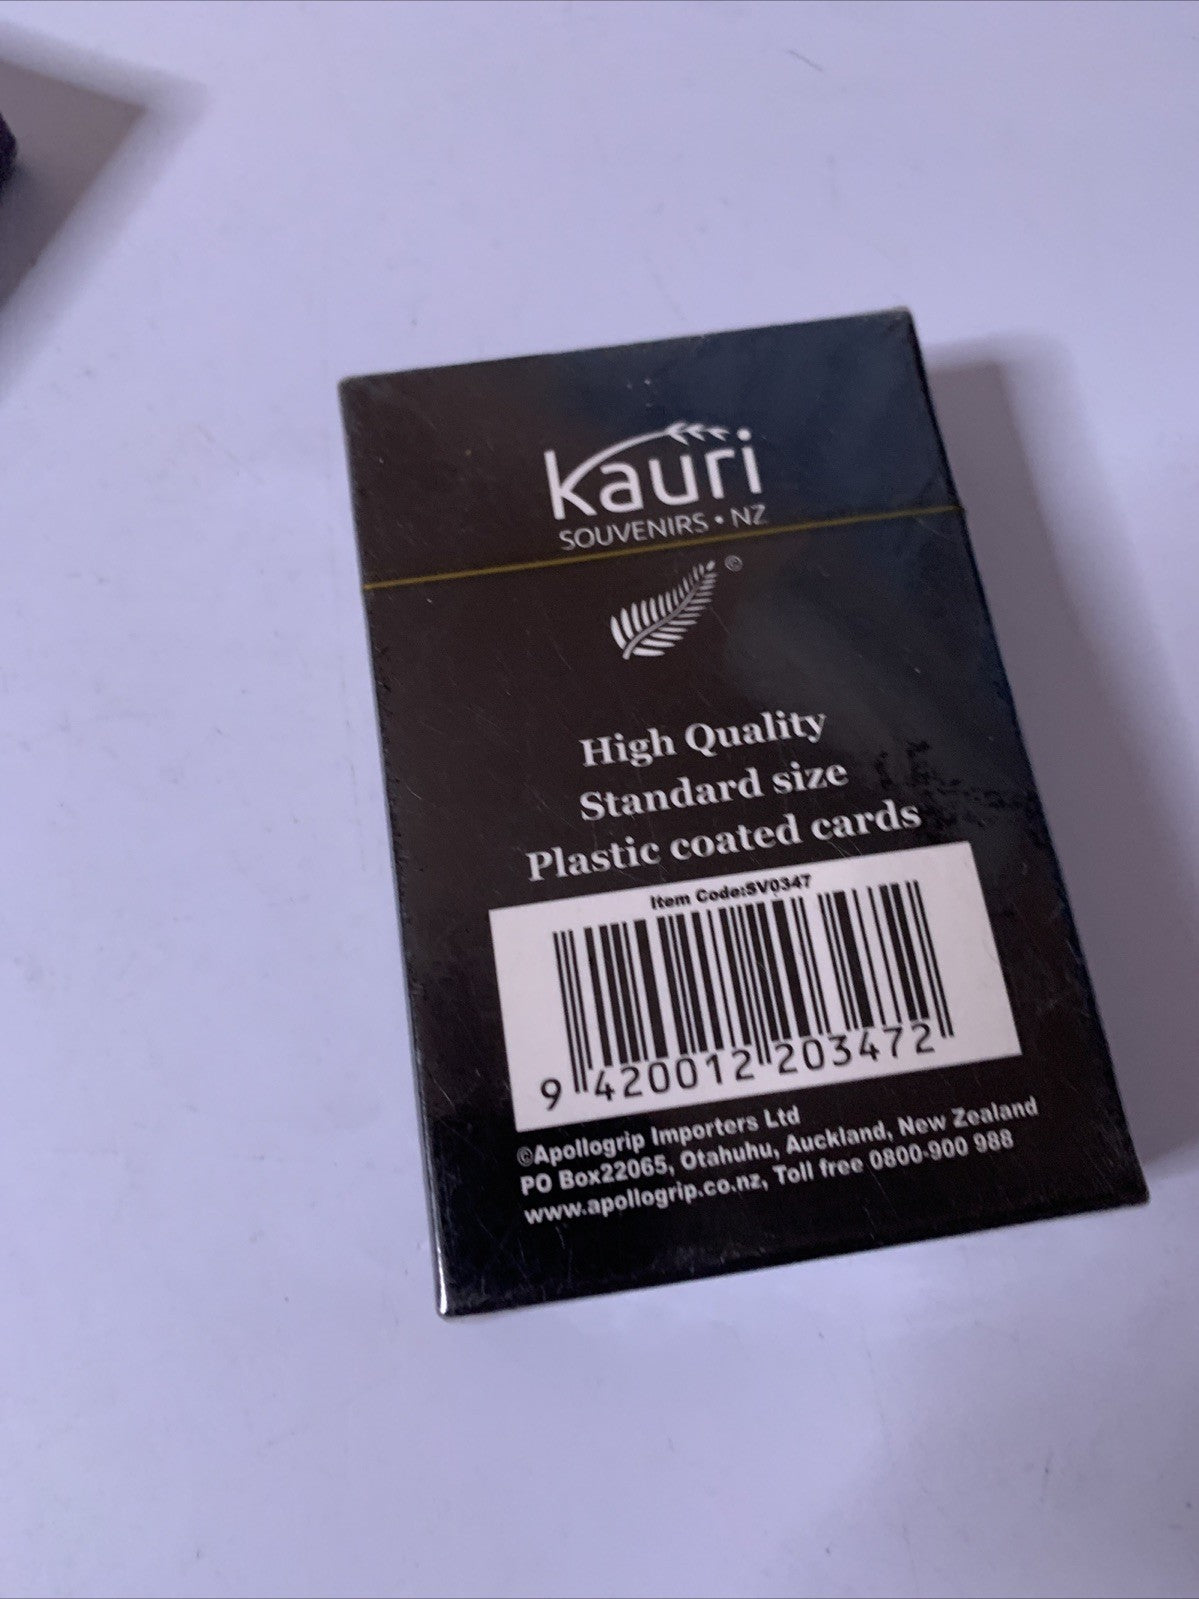 kauri
SOUVENIRS • NZ
©
High Quality
Standard size
Plastic coated cards
Item Code:SV0347
9 420012 203472
©Apollogrip Importers Ltd
PO Box22065, Otahuhu, Auckland, New Zealand
www.apollogrip.co.nz, Toll free 0800-900 988